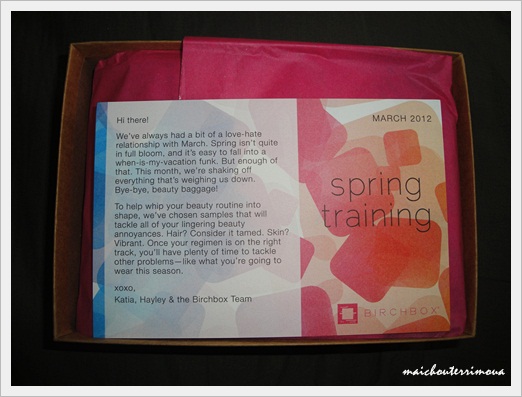 Hi there!
We've always had a bit of a love-hate
relationship with March. Spring isn't quite
in full bloom, and it's easy to fall into a
when-is-my-vacation funk. But enough of
that. This month, we're shaking off
everything that's weighing us down.
Bye-bye, beauty baggage!
To help whip your beauty routine into
shape, we've chosen samples that will
tackle all of your lingering beauty
annoyances. Hair? Consider it tamed. Skin?
Vibrant. Once your regimen is on the right
track, you'll have plenty of time to tackle
other problems—like what you're going to
wear this season.
xoxo,
Katia, Hayley & the Birchbox Team
MARCH 2012
spring
training
BIRCHBOX
maichouterrimoua